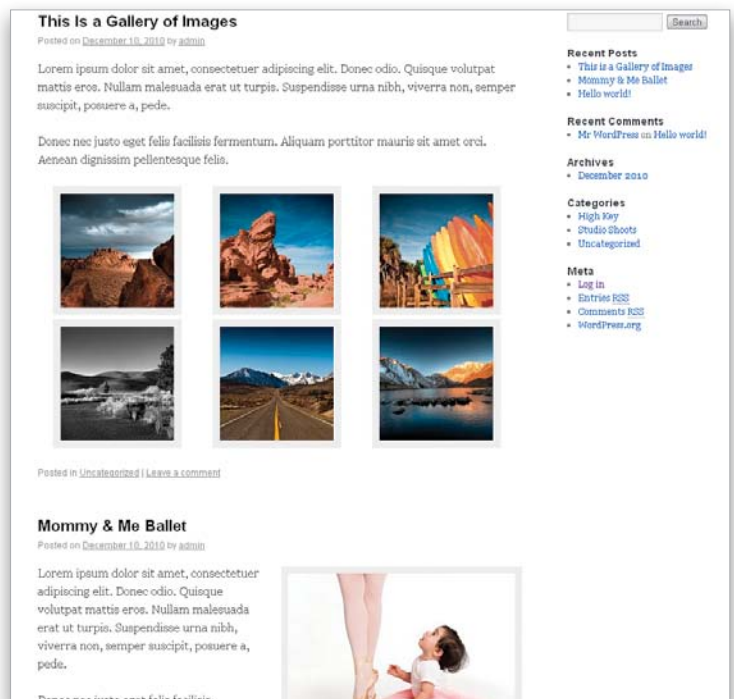 This Is a Gallery of Images
Posted on December 10, 2010 by admin
Lorem ipsum dolor sit amet, consectetuer adipiscing elit. Donec odio. Quisque volutpat
mattis eros. Nullam malesuada erat ut turpis. Suspendisse urna nibh, viverra non, semper
suscipit, posuere a, pede.
Donec nec justo eget felis facilisis fermentum. Aliquam porttitor mauris sit amet orci.
Aenean dignissim pellentesque felis.
Posted in Uncategorized | Leave a comment
Mommy & Me Ballet
Posted on December 10, 2010 by admin
Lorem ipsum dolor sit amet, consectetuer
adipiscing elit. Donec odio. Quisque
volutpat mattis eros. Nullam malesuada
erat ut turpis. Suspendisse urna nibh,
viverra non, semper suscipit, posuere a,
pede.
Donec nec justo eget felis facilisis
Search
Recent Posts
This is a Gallery of Images
Mommy & Me Ballet
Hello world!
Recent Comments
Mr WordPress on Hello world!
Archives
December 2010
Categories
High Key
Studio Shoots
Uncategorized
Meta
Log in
Entries RSS
Comments RSS
WordPress.org